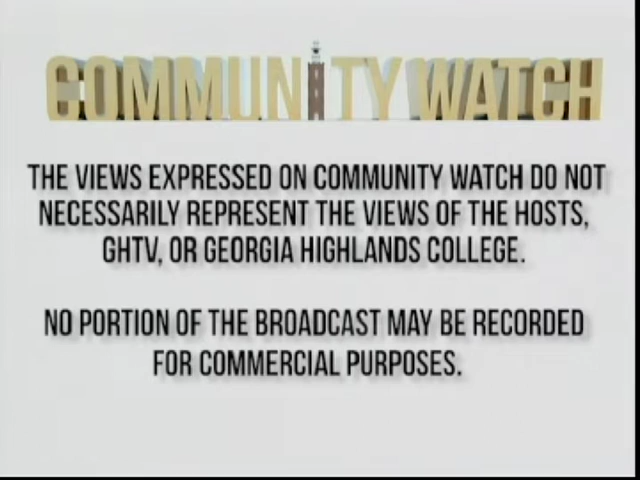 COMMUNITY WATCH
THE VIEWS EXPRESSED ON COMMUNITY WATCH DO NOT
NECESSARILY REPRESENT THE VIEWS OF THE HOSTS,
GHTV, OR GEORGIA HIGHLANDS COLLEGE.
NO PORTION OF THE BROADCAST MAY BE RECORDED
FOR COMMERCIAL PURPOSES.